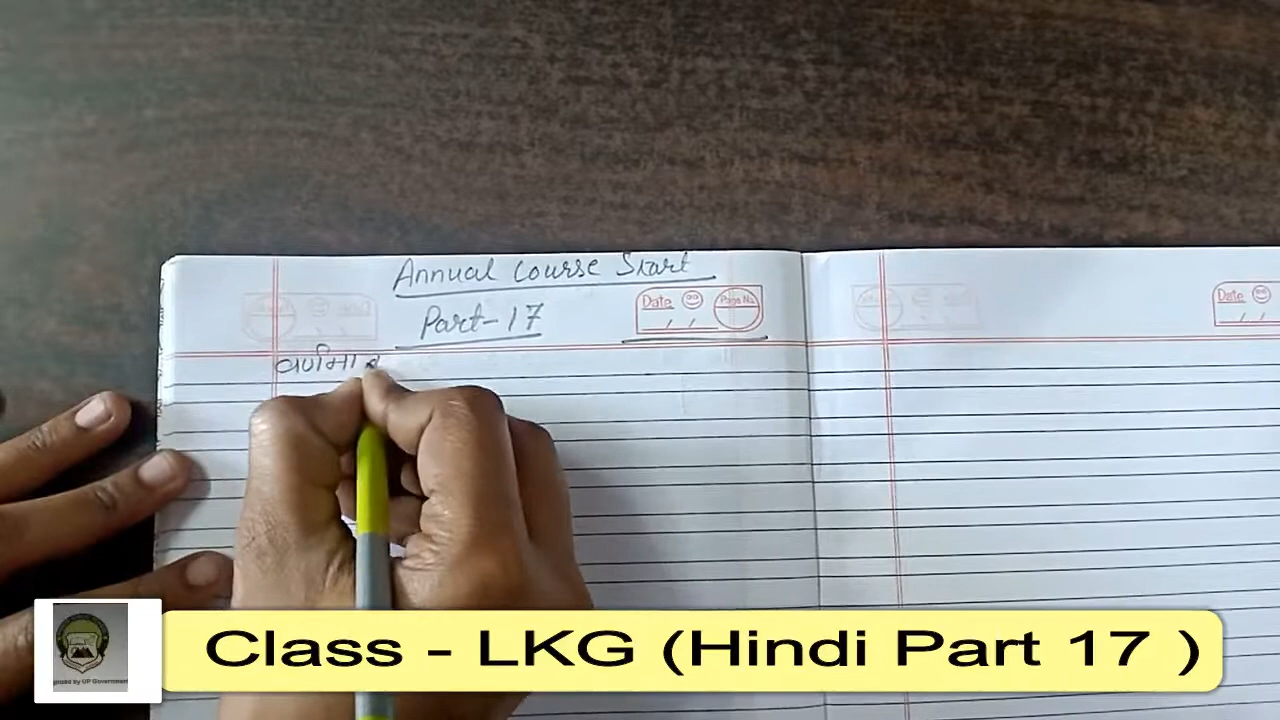 Annual Course Start
Part-17
Date
Page No.
Date
वर्णमा
Class - LKG (Hindi Part 17 )